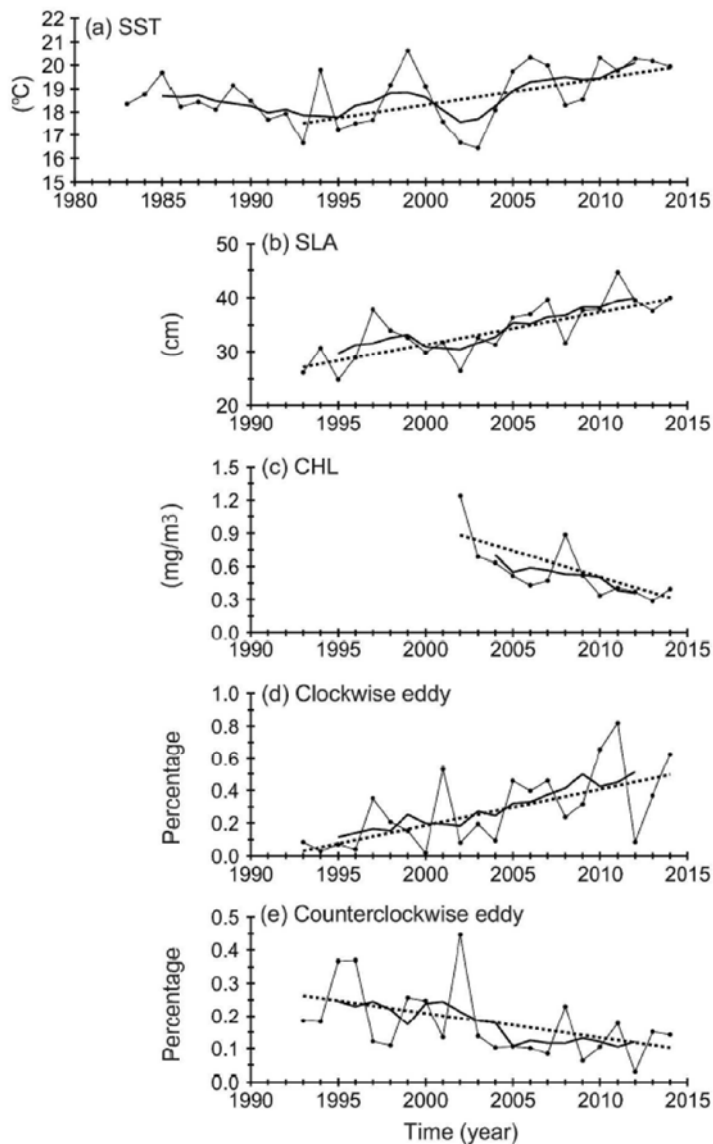 (a) SST
(ºC)
22
21
20
19
18
17
16
15
1980 1985 1990 1995 2000 2005 2010 2015
(b) SLA
(cm)
50
40
30
20
1990 1995 2000 2005 2010 2015
(c) CHL
(mg/m3)
1.5
1.2
0.9
0.6
0.3
0.0
1990 1995 2000 2005 2010 2015
(d) Clockwise eddy
Percentage
1.0
0.8
0.6
0.4
0.2
0.0
1990 1995 2000 2005 2010 2015
(e) Counterclockwise eddy
Percentage
0.5
0.4
0.3
0.2
0.1
0.0
1990 1995 2000 2005 2010 2015
Time (year)